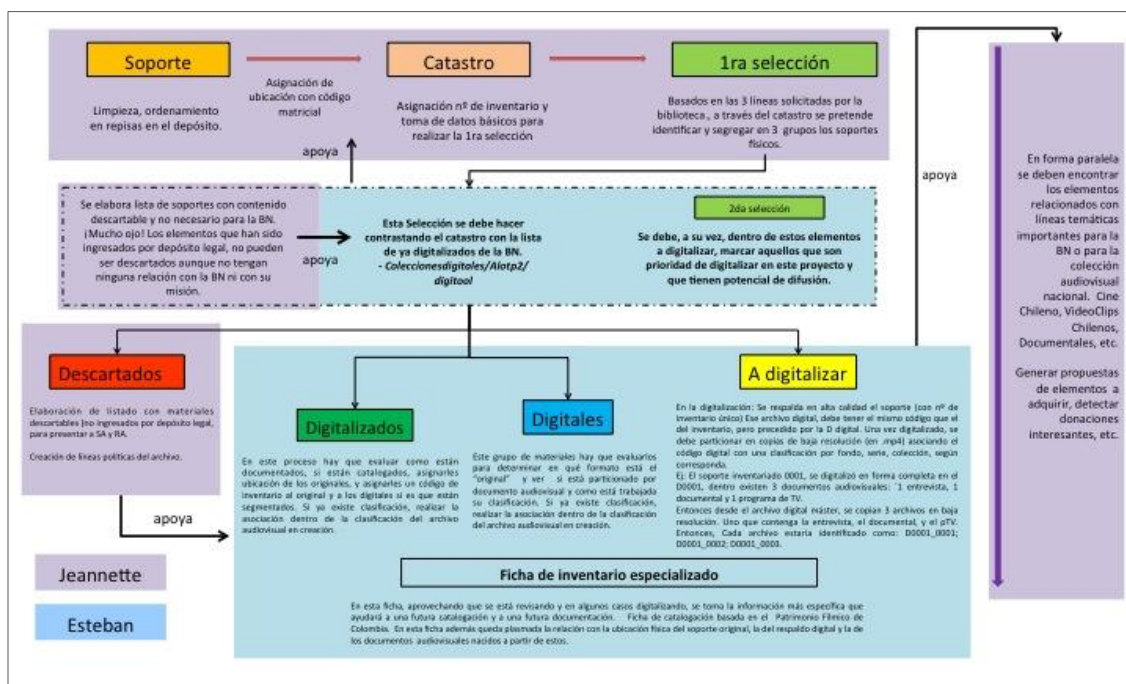 Soporte
Limpieza, ordenamiento
en repisas en el depósito.
Asignación de
ubicación con código
matricial
Catastro
Asignación nº de inventario y
toma de datos básicos para
realizar la 1ra selección
1ra selección
Basados en las 3 líneas solicitadas por la
biblioteca., a través del catastro se pretende
identificar y segregar en 3 grupos los soportes
físicos.
apoya
apoya
Se elabora lista de soportes con contenido
descartable y no necesario para la BN.
¡Mucho ojo! Los elementos que han sido
ingresados por depósito legal, no pueden
ser descartados aunque no tengan
ninguna relación con la BN ni con su
misión.
apoya
Esta Selección se debe hacer
contrastando el catastro con la lista
de ya digitalizados de la BN.
- Coleccionesdigitales/Alotp2/
digitool
2da selección
Se debe, a su vez, dentro de estos elementos
a digitalizar, marcar aquellos que son
prioridad de digitalizar en este proyecto y
que tienen potencial de difusión.
En forma paralela
se deben encontrar
los elementos
relacionados con
líneas temáticas
importantes para la
BN o para la
colección
audiovisual
nacional. Cine
Chileno, VideoClips
Chilenos,
Documentales, etc.
Generar propuestas
de elementos a
adquirir, detectar
donaciones
interesantes, etc.
Descartados
Elaboración de listado con materiales
descartables (no ingresados por depósito legal,
para presentar a SA y RA.
Creación de líneas políticas del archivo.
apoya
Digitalizados
En este proceso hay que evaluar como están
documentados, si están catalogados, asignarles
ubicación de los originales, y asignarles un código de
inventario al original y a los digitales si es que están
segmentados. Si ya existe clasificación, realizar la
asociación dentro de la clasificación del archivo
audiovisual en creación.
Digitales
Este grupo de materiales hay que evaluarlos
para determinar en qué formato está el
"original" y ver si está particionado por
documento audiovisual y como está trabajada
su clasificación. Si ya existe clasificación,
realizar la asociación dentro de la clasificación
del archivo audiovisual en creación.
A digitalizar
En la digitalización: Se respalda en alta calidad el soporte (con nº de
inventario único) Ese archivo digital, debe tener el mismo código que el
del inventario, pero precedido por la D digital. Una vez digitalizado, se
debe particionar en copias de baja resolución (en .mp4) asociando el
código digital con una clasificación por fondo, serie, colección, según
corresponda.
Ej: El soporte inventariado 0001, se digitalizó en forma completa en el
D0001, dentro existen 3 documentos audiovisuales: ´1 entrevista, 1
documental y 1 programa de TV.
Entonces desde el archivo digital máster, se copian 3 archivos en baja
resolución. Uno que contenga la entrevista, el documental, y el pTV.
Entonces, Cada archivo estaría identificado como: D0001_0001;
D0001_0002; D0001_0003.
Ficha de inventario especializado
En esta ficha, aprovechando que se está revisando y en algunos casos digitalizando, se toma la información más específica que
ayudará a una futura catalogación y a una futura documentación. Ficha de catalogación basada en el Patrimonio Fílmico de
Colombia. En esta ficha además queda plasmada la relación con la ubicación física del soporte original, la del respaldo digital y la de
los documentos audiovisuales nacidos a partir de estos.
Jeannette
Esteban